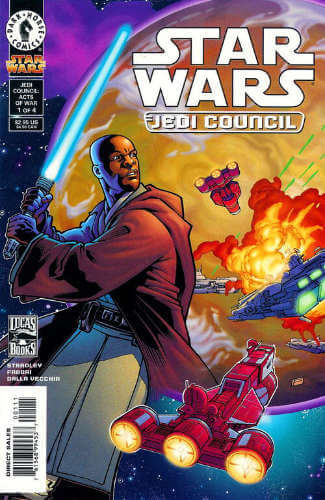 DARK HORSE COMICS
STAR WARS
JEDI COUNCIL:
ACTS OF WAR
1 OF 4
$2.95 US
STAR WARS
JEDI COUNCIL
LUCAS BOOKS
STRADLEY
FABBRI
DALLA VECCHIA
00111
DIRECT SALES